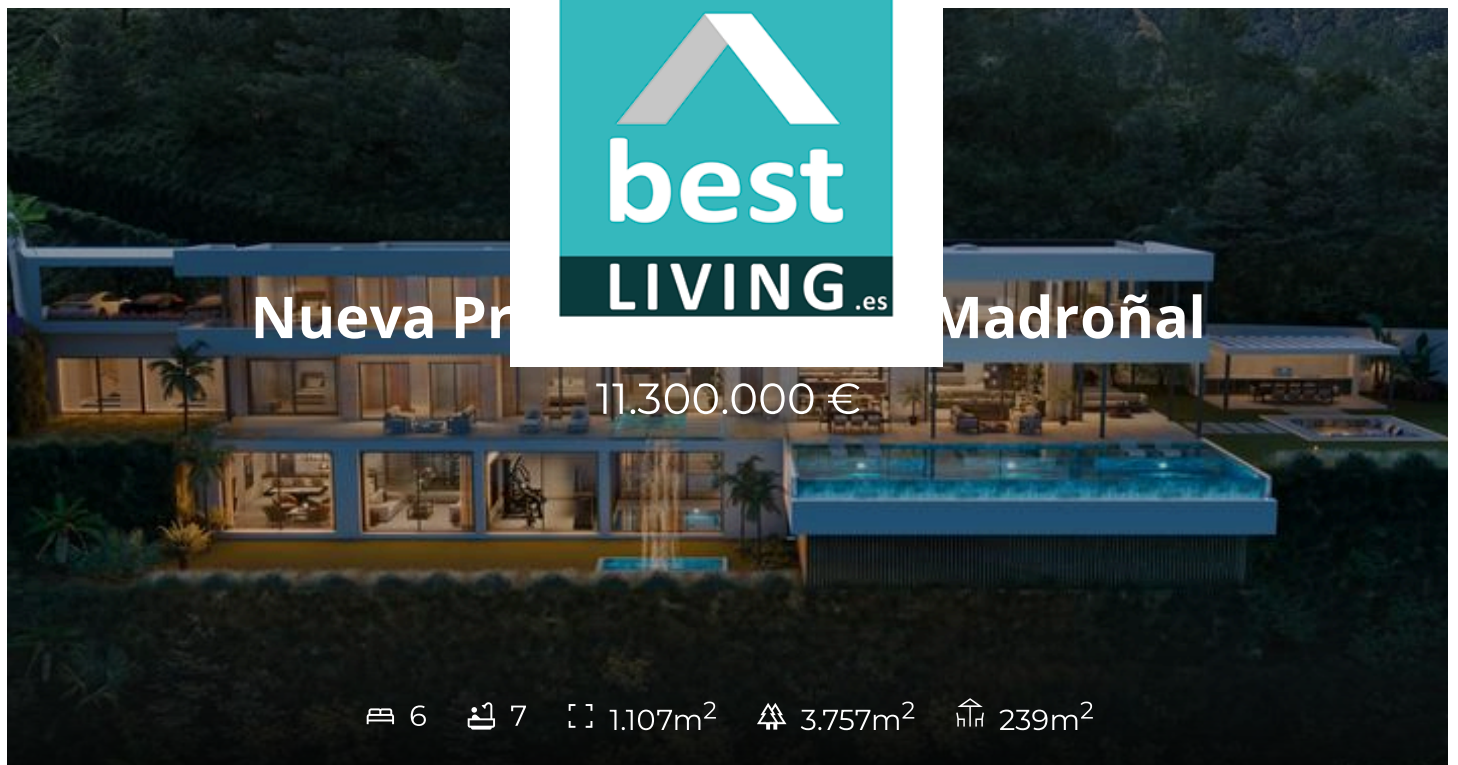 best
LIVING.es
Nueva Pr Madroñal
11.300.000 €
6 7 1.107m² 3.757m² 239m²